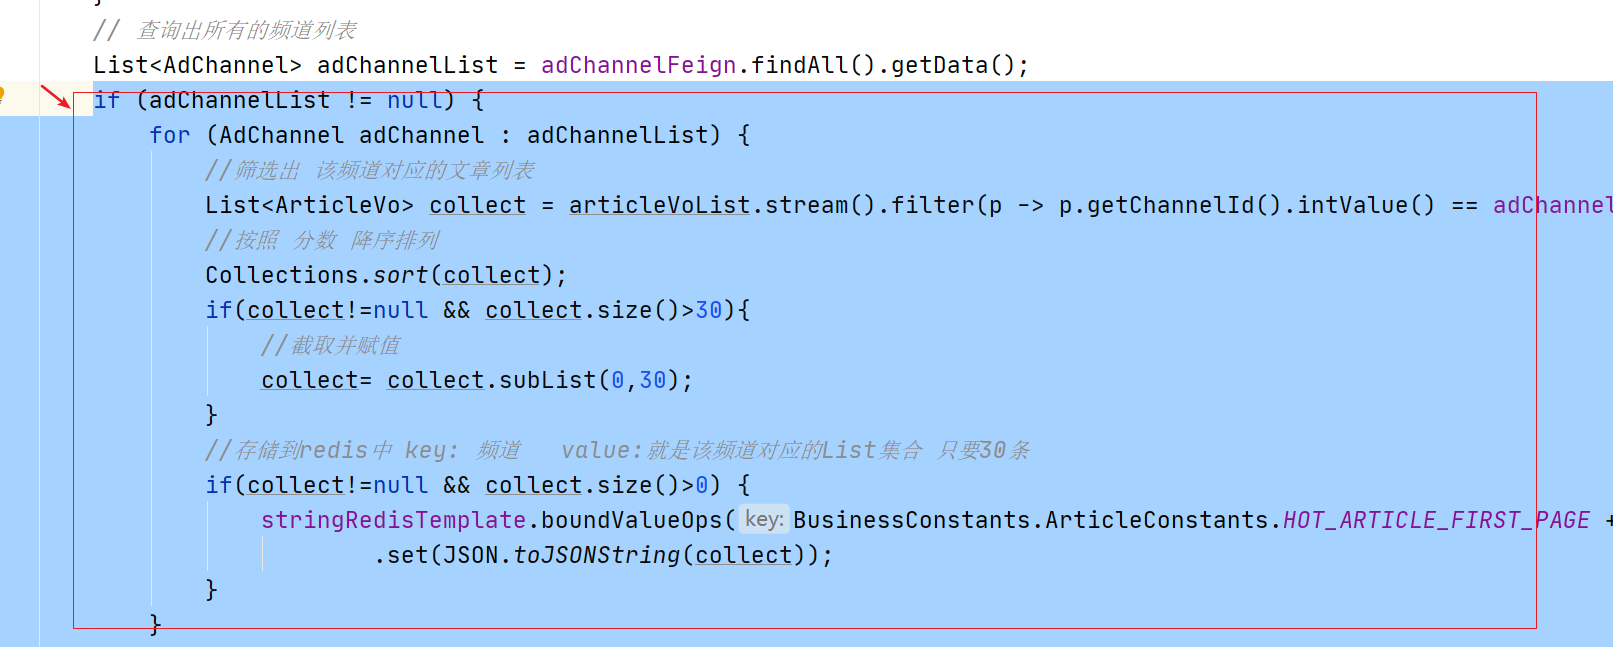 }
// 查询出所有的频道列表
List<AdChannel> adChannelList = adChannelFeign.findAll().getData();
if (adChannelList != null) {
for (AdChannel adChannel : adChannelList) {
//筛选出 该频道对应的文章列表
List<ArticleVo> collect = articleVoList.stream().filter(p -> p.getChannelId().intValue() == adChannel
//按照 分数 降序排列
Collections.sort(collect);
if(collect!=null && collect.size()>30){
//截取并赋值
collect= collect.subList(0,30);
}
//存储到redis中 key: 频道 value:就是该频道对应的List集合 只要30条
if(collect!=null && collect.size()>0) {
stringRedisTemplate.boundValueOps( key: BusinessConstants.ArticleConstants.HOT_ARTICLE_FIRST_PAGE +
.set(JSON.toJSONString(collect));
}
}